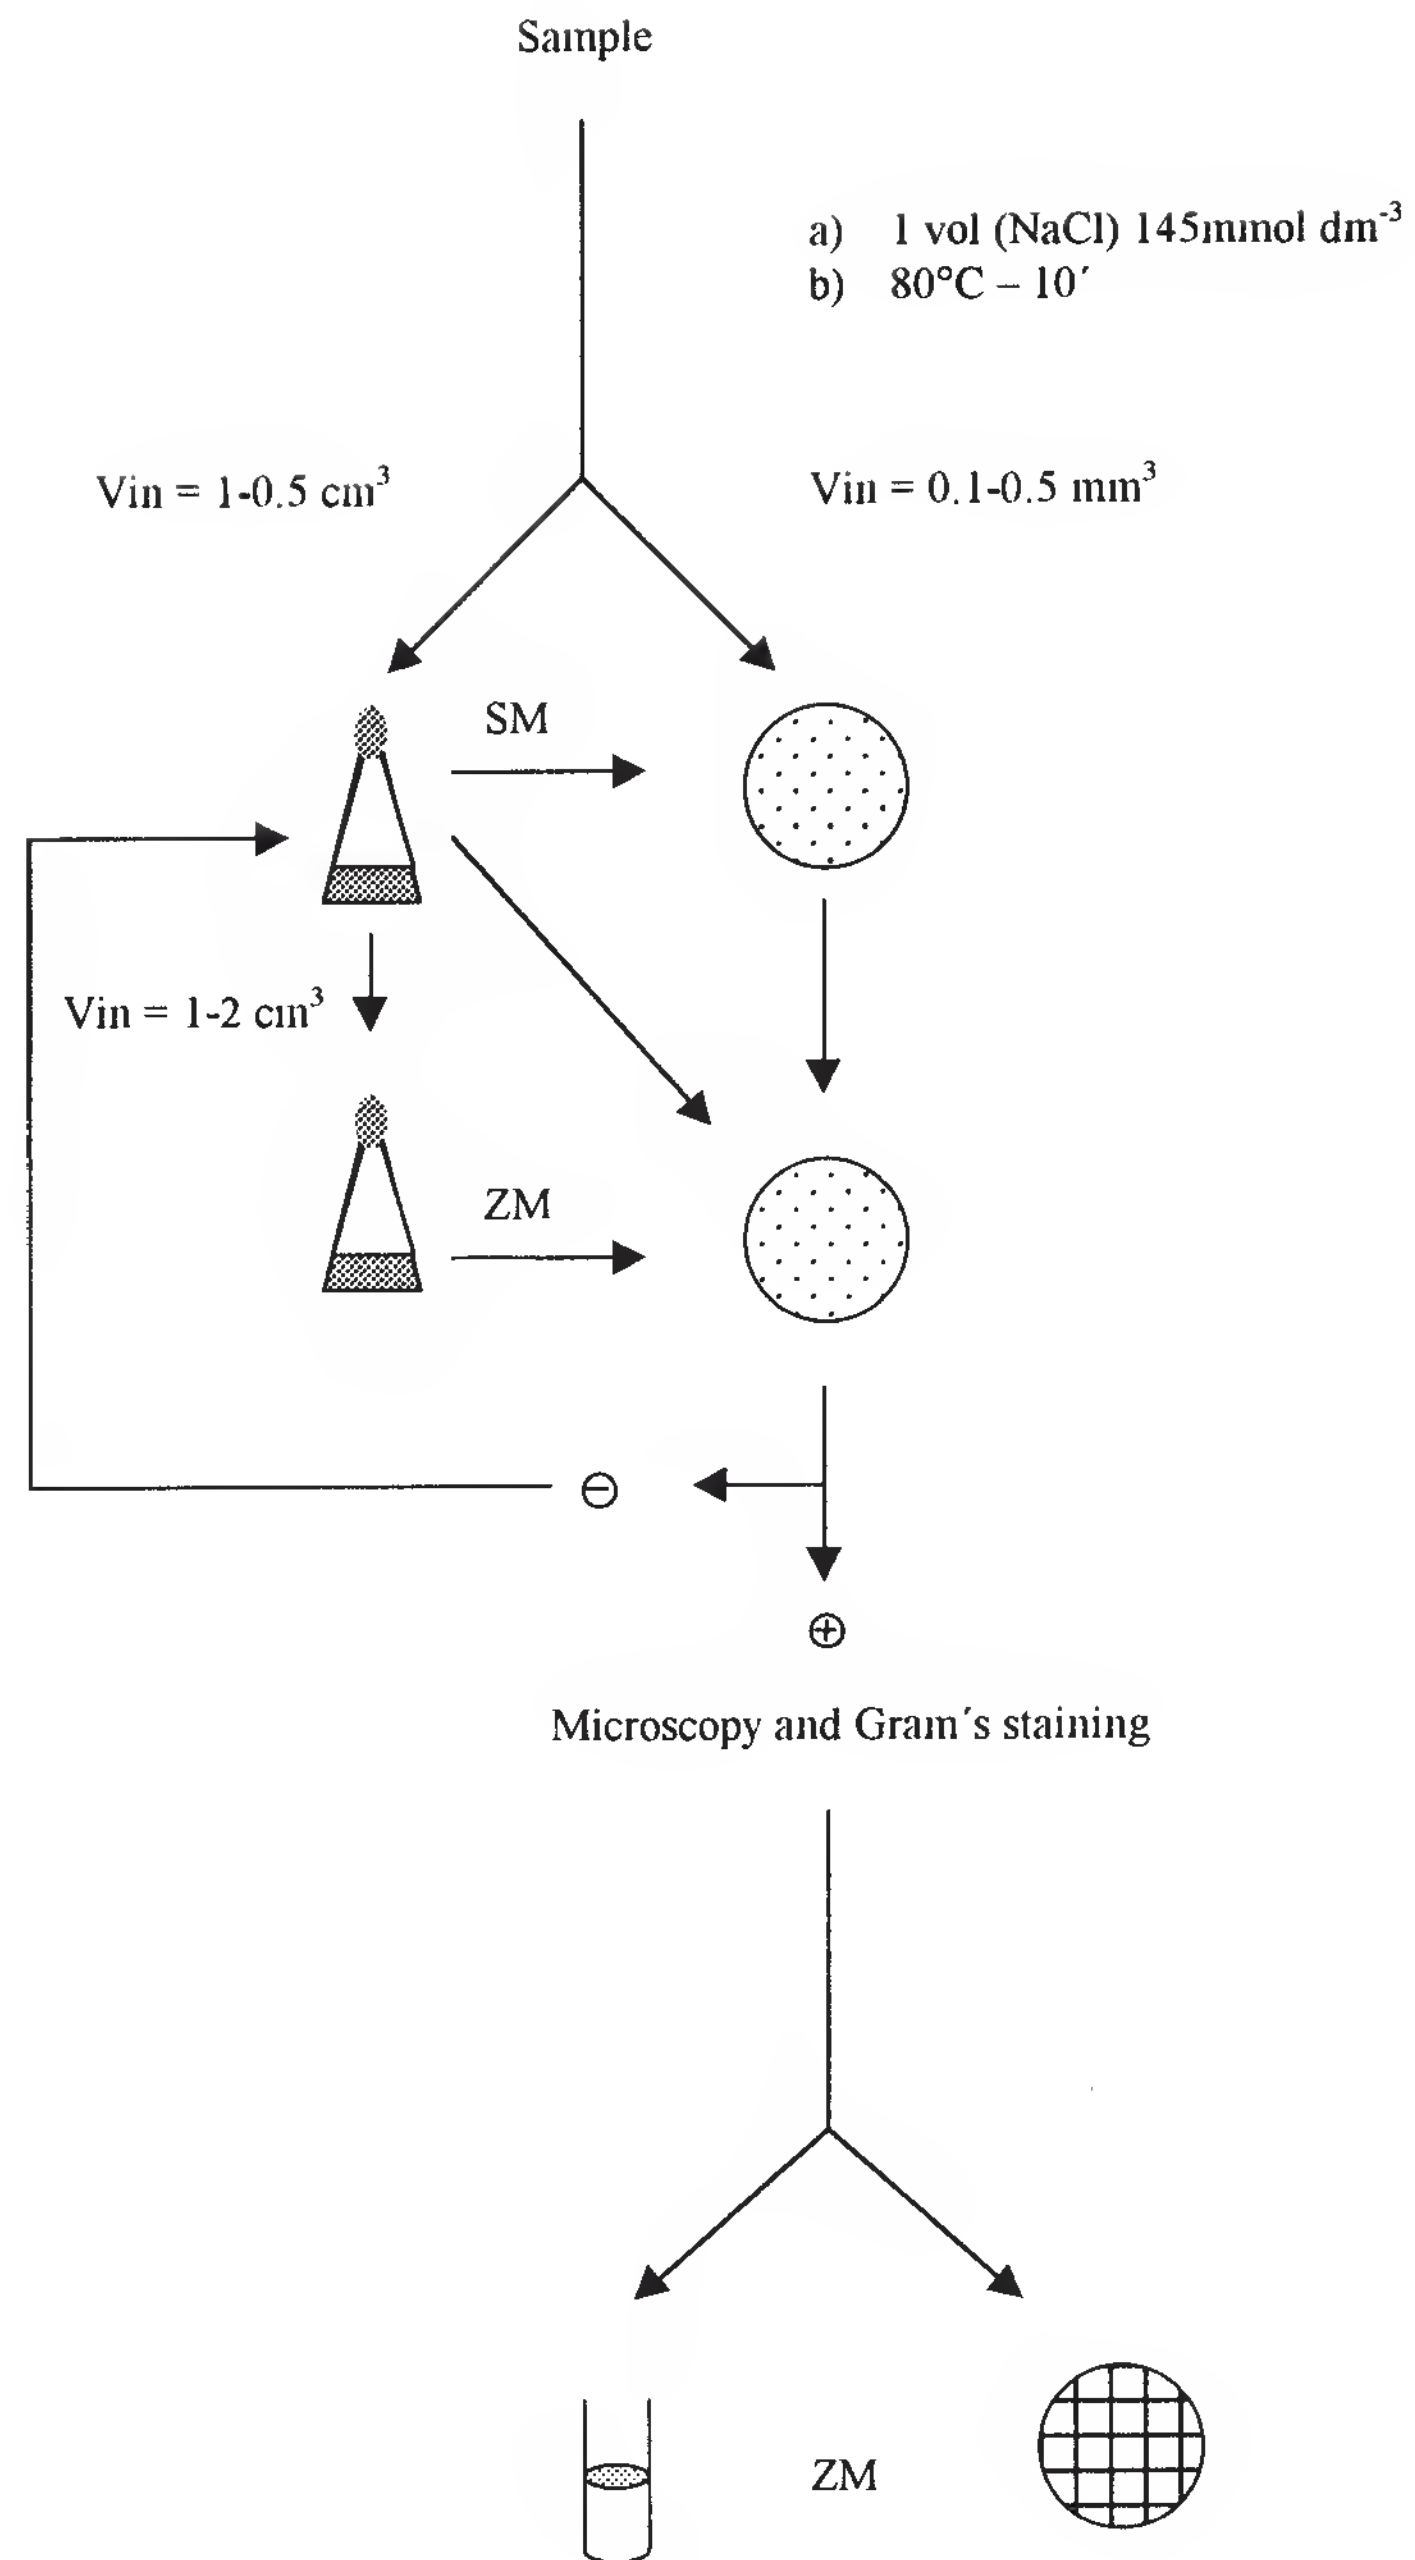 Sample
a) 1 vol (NaCl) 145mmol dm⁻³
b) 80°C – 10´
Vin = 1-0.5 cm³
Vin = 0.1-0.5 mm³
SM
Vin = 1-2 cm³
ZM
⊖
⊕
Microscopy and Gram´s staining
ZM